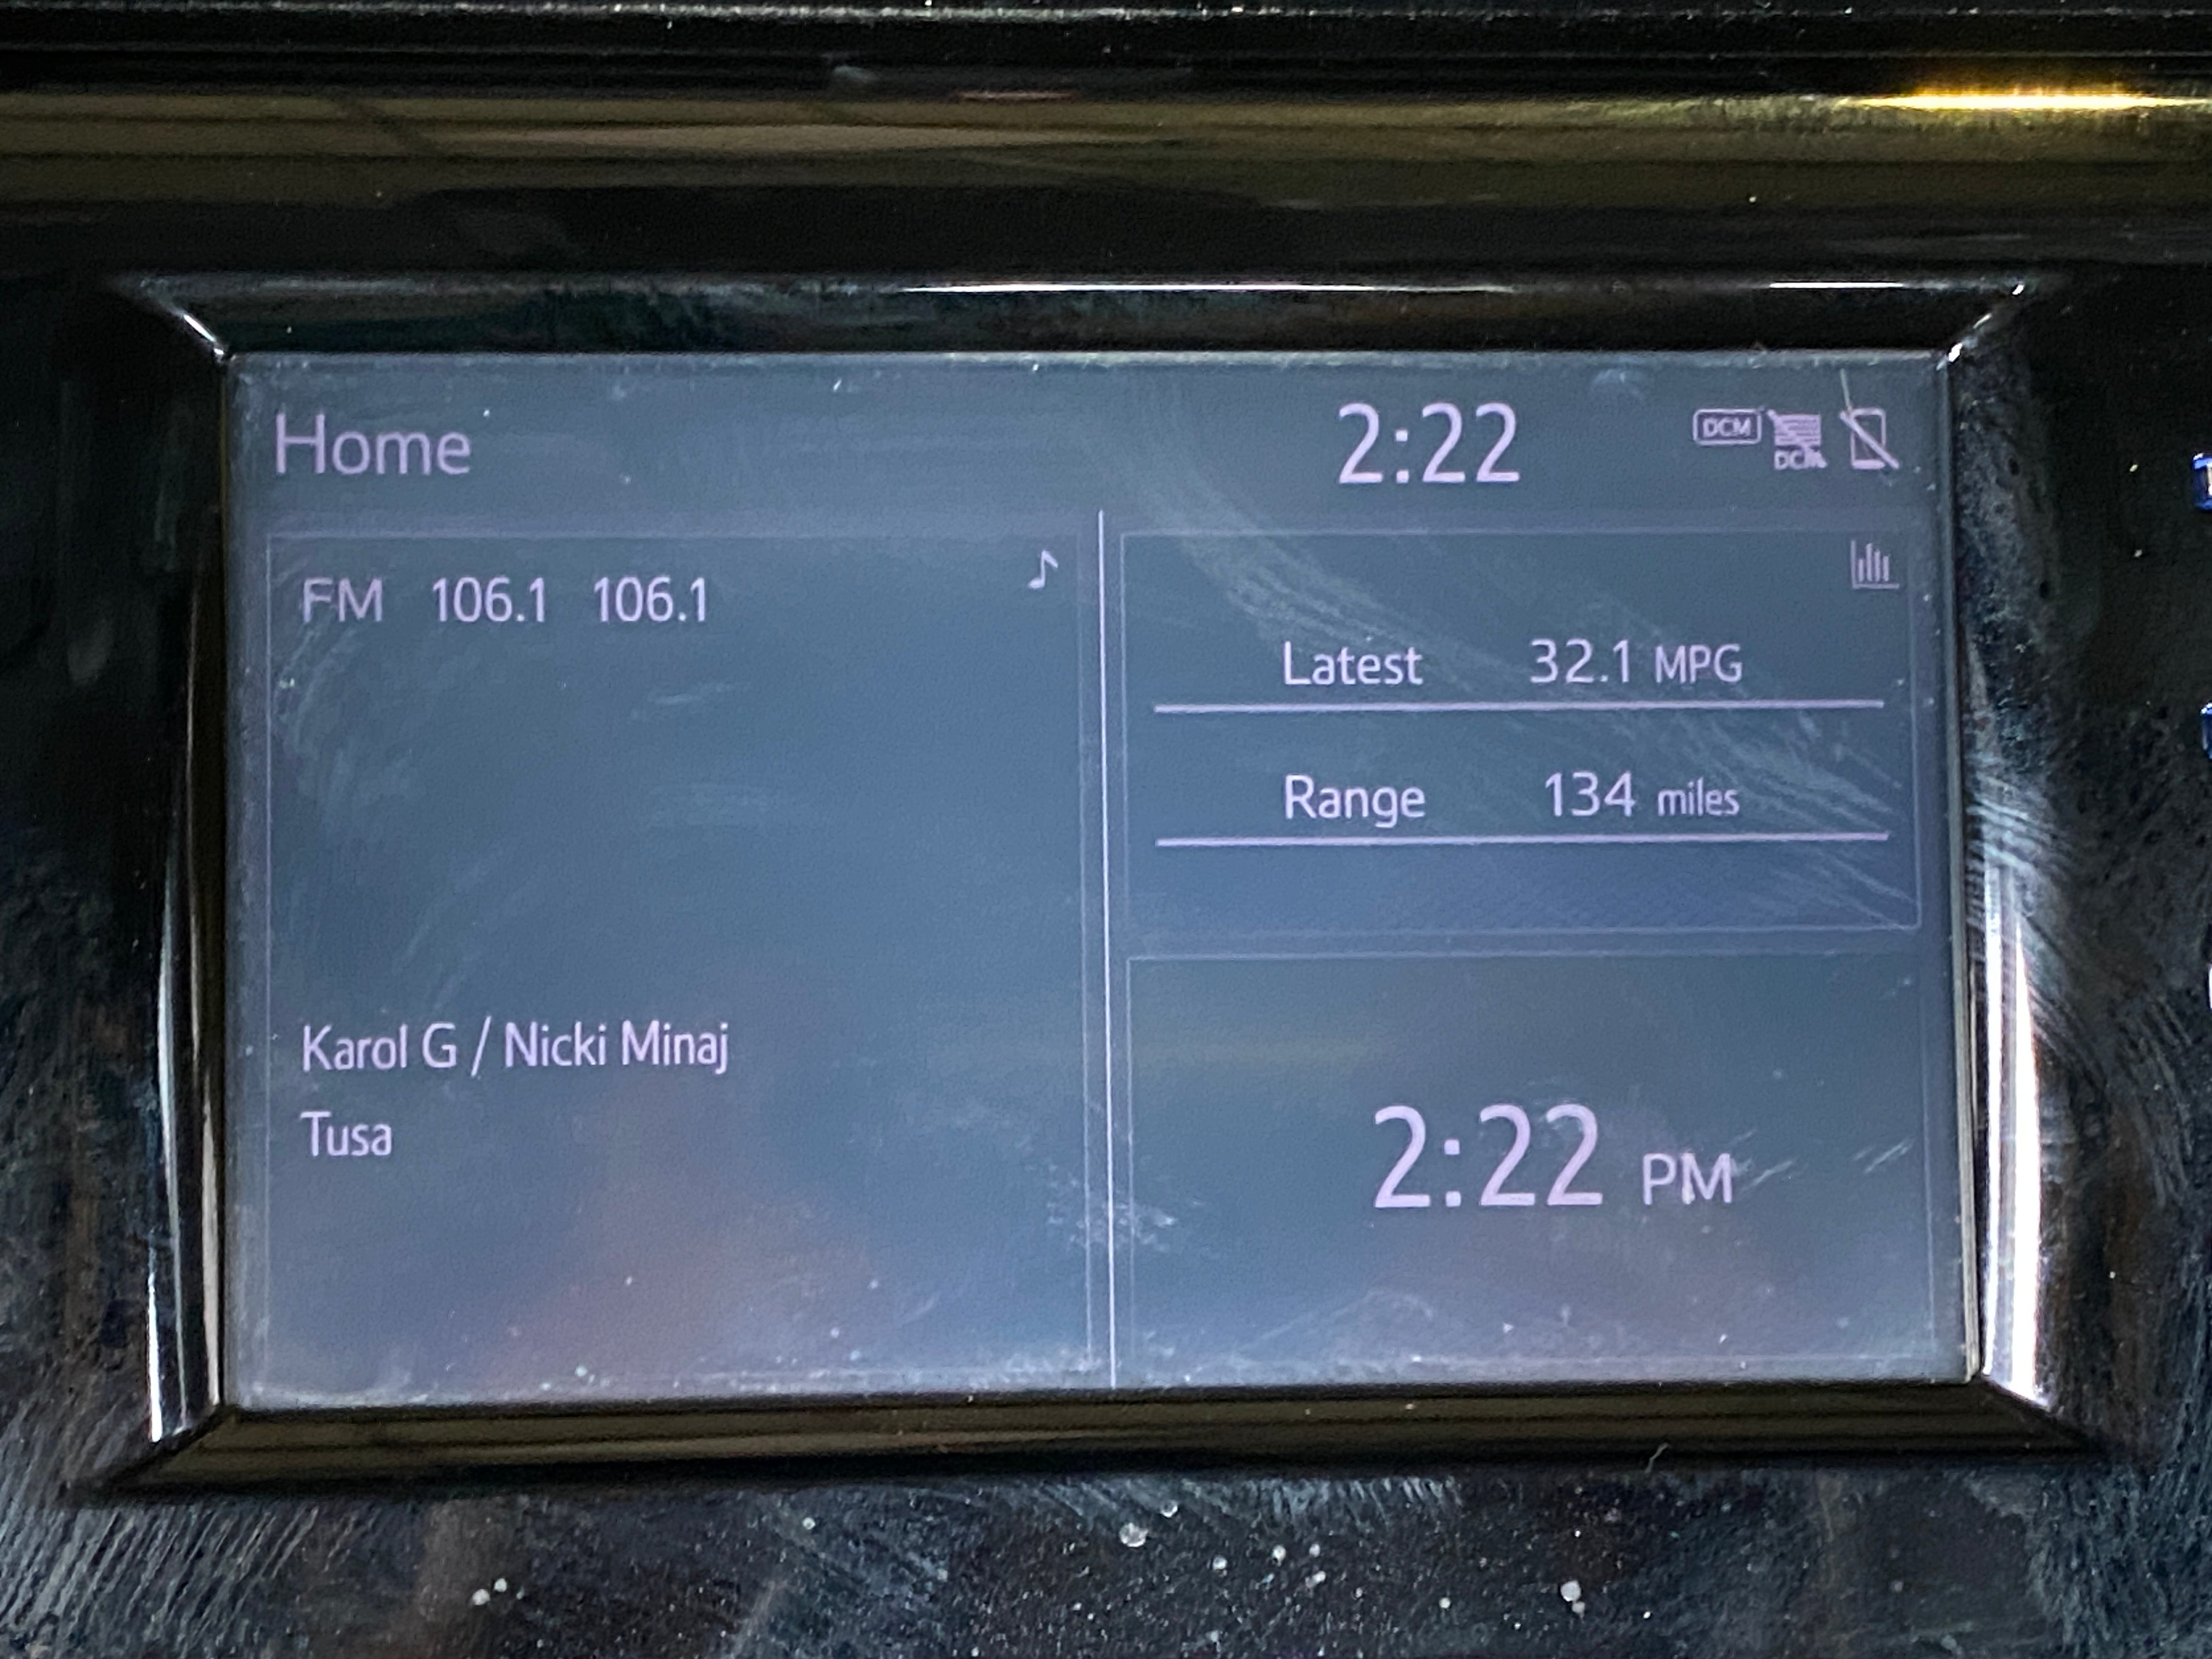 Home
2:22
DCM
DCM
FM 106.1 106.1
Latest 32.1 MPG
Range 134 miles
Karol G / Nicki Minaj
Tusa
2:22 PM